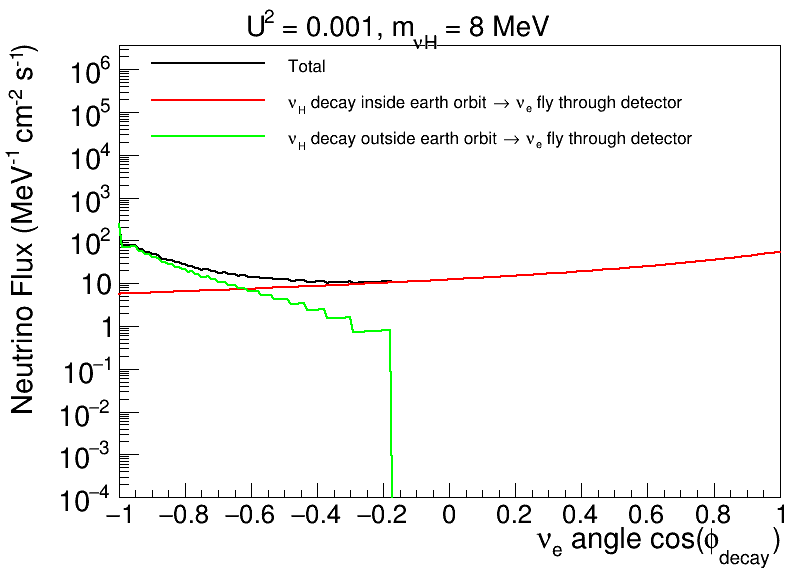 U² = 0.001, m_νH = 8 MeV
Total
ν_H decay inside earth orbit → ν_e fly through detector
ν_H decay outside earth orbit → ν_e fly through detector
Neutrino Flux (MeV⁻¹ cm⁻² s⁻¹)
10⁶
10⁵
10⁴
10³
10²
10
1
10⁻¹
10⁻²
10⁻³
10⁻⁴
−1 −0.8 −0.6 −0.4 −0.2 0 0.2 0.4 0.6 0.8 1
ν_e angle cos(ϕ_decay)